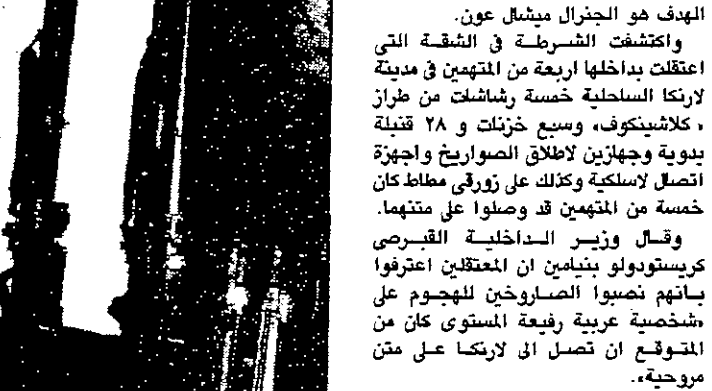 الهدف هو الجنرال ميشال عون.
واكتشفت الشرطة في الشقة التي
اعتقلت بداخلها اربعة من المتهمين في مدينة
لارنكا الساحلية خمسة رشاشات من طراز
«كلاشينكوف» وسبع خزنات و ٢٨ قنبلة
يدوية وجهازين لاطلاق الصواريخ واجهزة
اتصال لاسلكية وكذلك على زورقي مطاط كان
خمسة من المتهمين قد وصلوا على متنهما.
وقال وزير الداخلية القبرصي
كريستودولو بنيامين ان المعتقلين اعترفوا
بانهم نصبوا الصاروخين للهجوم على
«شخصية عربية رفيعة المستوى كان من
المتوقع ان تصل الى لارنكا على متن
مروحية».